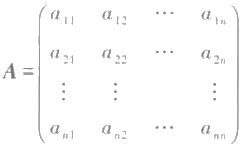 A = ( a₁₁ a₁₂ ⋯ a₁ₙ
a₂₁ a₂₂ ⋯ a₂ₙ
⋮ ⋮ ⋮
aₙ₁ aₙ₂ ⋯ aₙₙ )